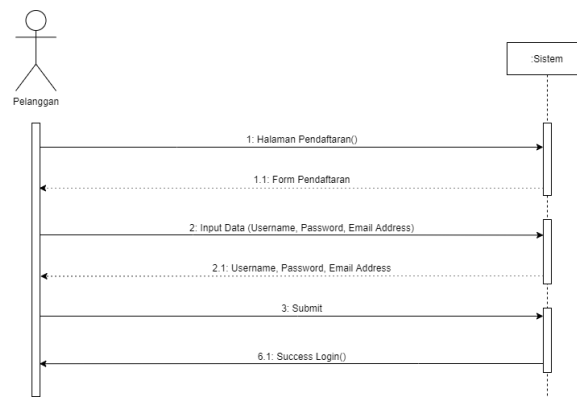 :Sistem
Pelanggan
1: Halaman Pendaftaran()
1.1: Form Pendaftaran
2: Input Data (Username, Password, Email Address)
2.1: Username, Password, Email Address
3: Submit
6.1: Success Login()